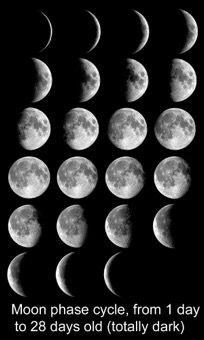 Moon phase cycle, from 1 day
to 28 days old (totally dark)